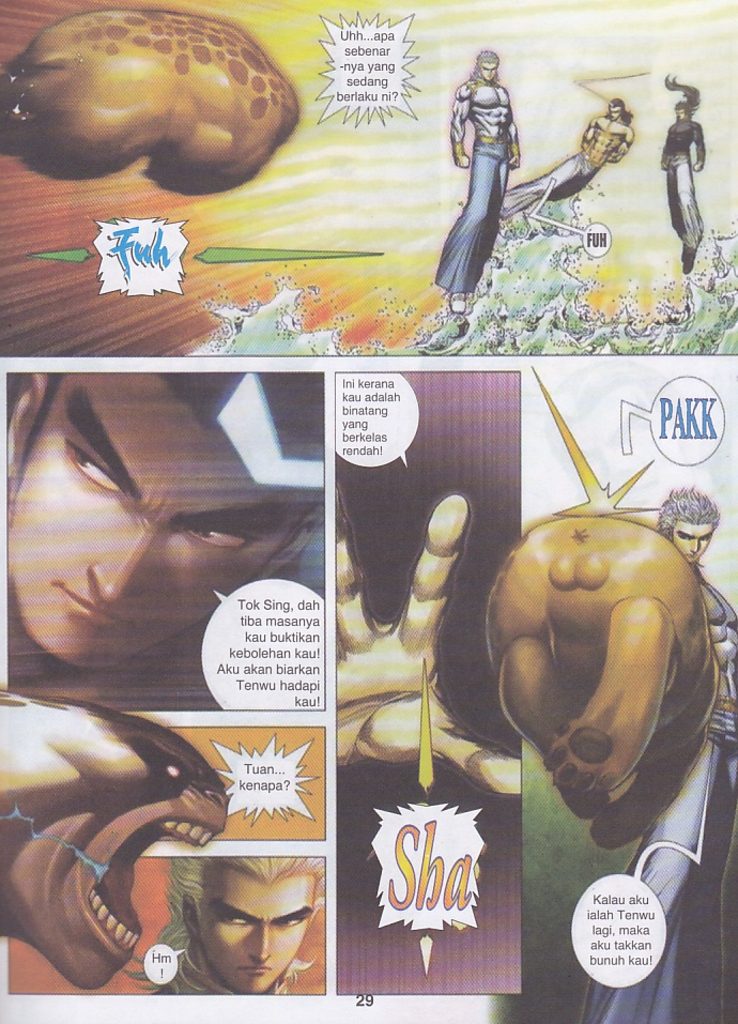 Uhh...apa
sebenar
-nya yang
sedang
berlaku ni?
Fuh
FUH
Tok Sing, dah
tiba masanya
kau buktikan
kebolehan kau!
Aku akan biarkan
Tenwu hadapi
kau!
Tuan...
kenapa?
Hm
!
Ini kerana
kau adalah
binatang
yang
berkelas
rendah!
Sha
PAKK
Kalau aku
ialah Tenwu
lagi, maka
aku takkan
bunuh kau!
29